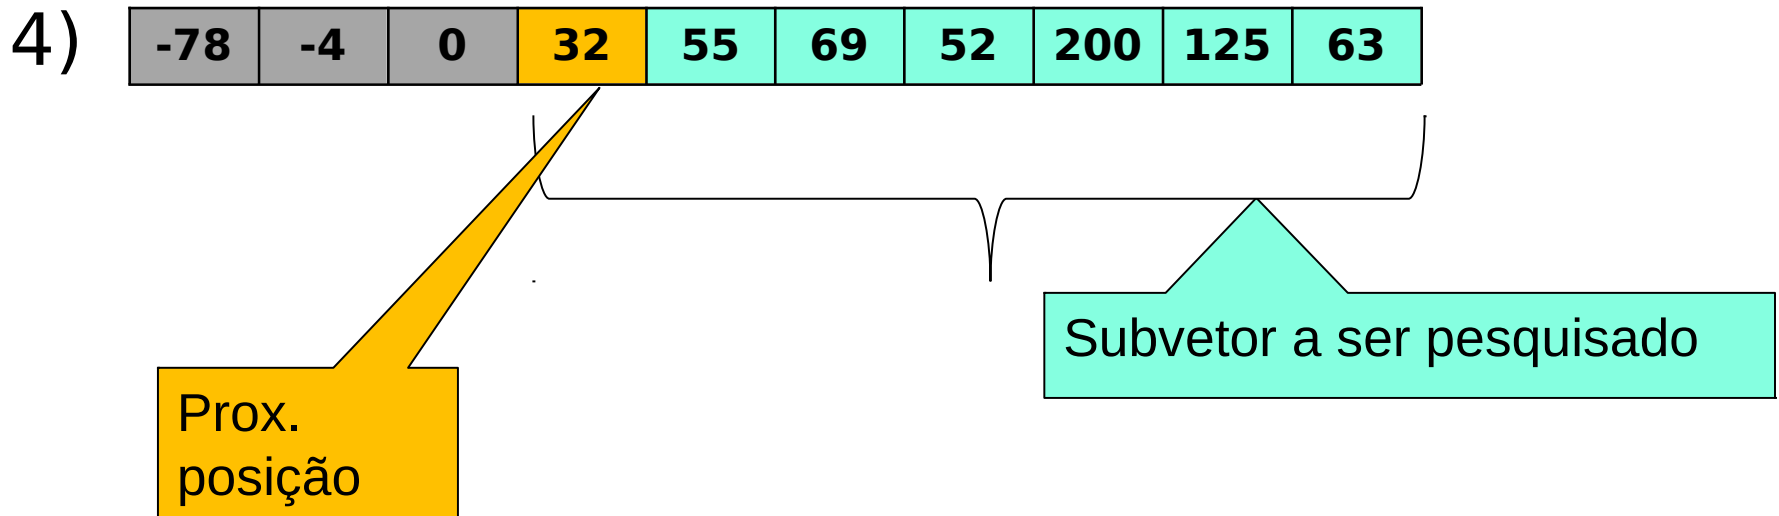 4) -78 -4 0 32 55 69 52 200 125 63
Subvetor a ser pesquisado
Prox.
posição